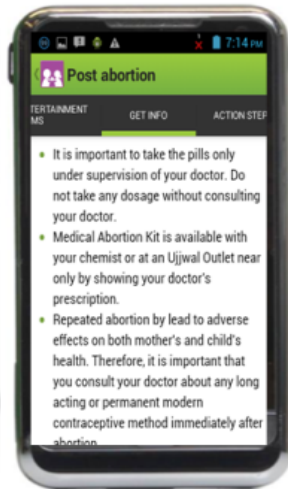 7:14 PM
Post abortion
TERTAINMENT
MS
GET INFO
ACTION STEP
It is important to take the pills only
under supervision of your doctor. Do
not take any dosage without consulting
your doctor.
Medical Abortion Kit is available with
your chemist or at an Ujjwal Outlet near
only by showing your doctor's
prescription.
Repeated abortion by lead to adverse
effects on both mother's and child's
health. Therefore, it is important that
you consult your doctor about any long
acting or permanent modern
contraceptive method immediately after
abortion